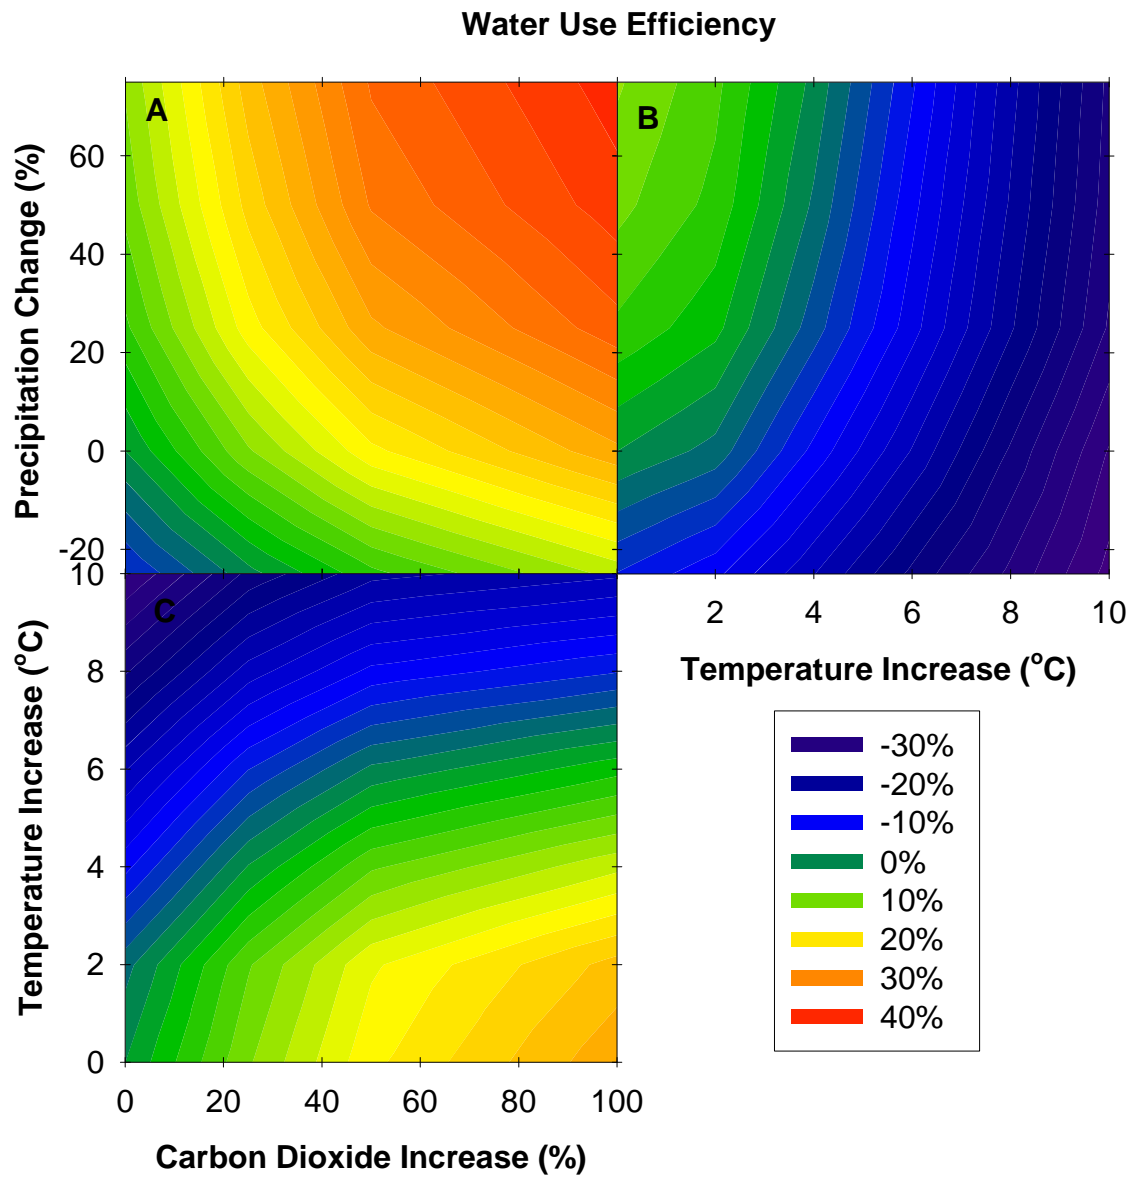 Water Use Efficiency
A
B
Precipitation Change (%)
60
40
20
0
-20
C
Temperature Increase (°C)
10
8
6
4
2
0
2 4 6 8 10
Temperature Increase (°C)
-30%
-20%
-10%
0%
10%
20%
30%
40%
0 20 40 60 80 100
Carbon Dioxide Increase (%)